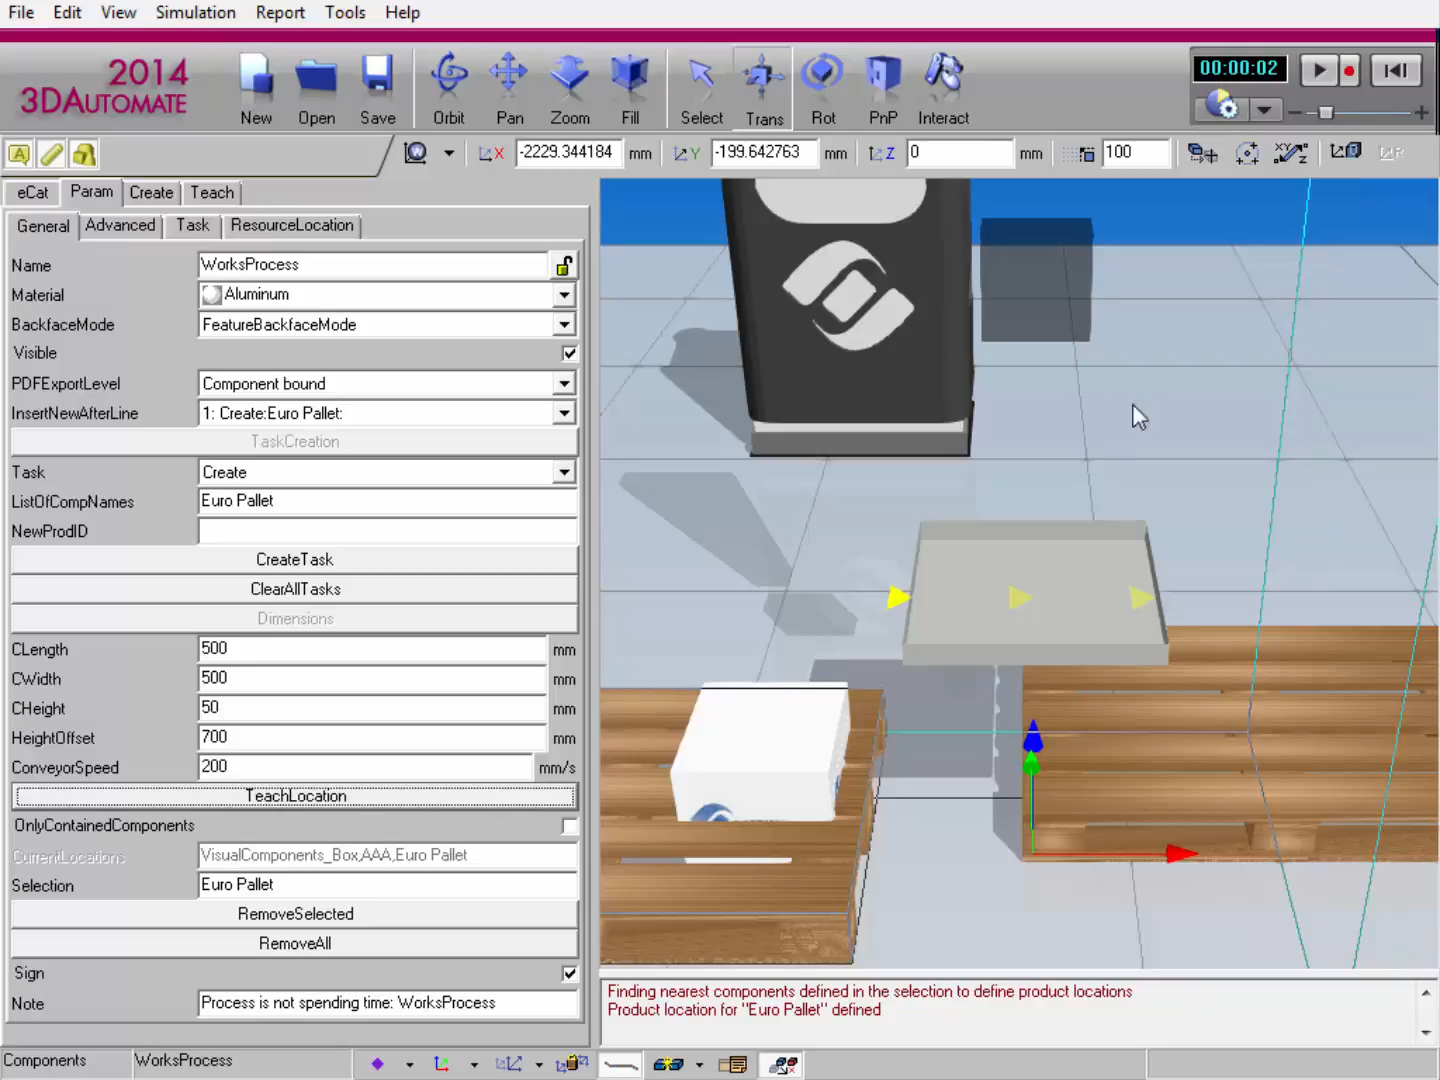 File Edit View Simulation Report Tools Help
2014
3DAUTOMATE
New Open Save Orbit Pan Zoom Fill Select Trans Rot PnP Interact
00:00:02
X -2229.344184 mm Y -199.642763 mm Z 0 mm 100
eCat Param Create Teach
General Advanced Task ResourceLocation
Name WorksProcess
Material Aluminum
BackfaceMode FeatureBackfaceMode
Visible
PDFExportLevel Component bound
InsertNewAfterLine 1: Create:Euro Pallet:
TaskCreation
Task Create
ListOfCompNames Euro Pallet
NewProdID
CreateTask
ClearAllTasks
Dimensions
CLength 500 mm
CWidth 500 mm
CHeight 50 mm
HeightOffset 700 mm
ConveyorSpeed 200 mm/s
TeachLocation
OnlyContainedComponents
CurrentLocations VisualComponents_Box,AAA,Euro Pallet
Selection Euro Pallet
RemoveSelected
RemoveAll
Sign
Note Process is not spending time: WorksProcess
Finding nearest components defined in the selection to define product locations
Product location for "Euro Pallet" defined
Components WorksProcess